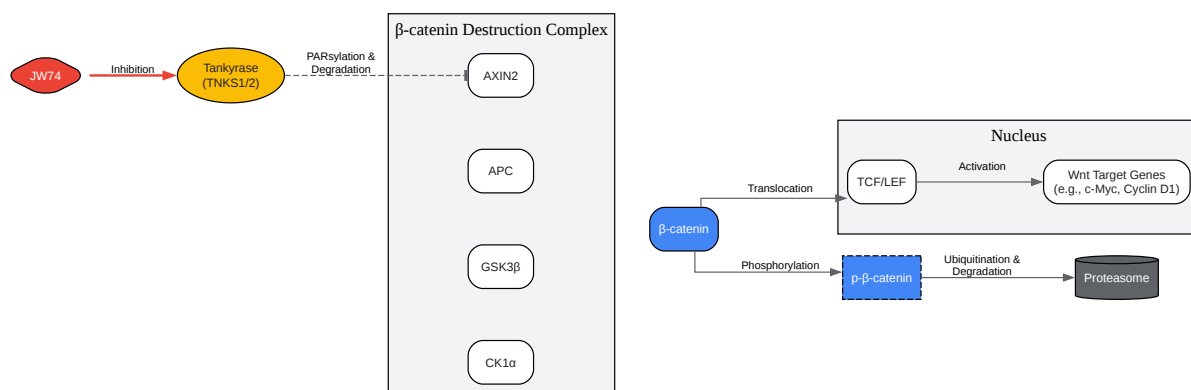 β-catenin Destruction Complex
JW74
Inhibition
Tankyrase
(TNKS1/2)
PARsylation &
Degradation
AXIN2
APC
GSK3β
CK1α
Nucleus
β-catenin
Translocation
TCF/LEF
Activation
Wnt Target Genes
(e.g., c-Myc, Cyclin D1)
Phosphorylation
p-β-catenin
Ubiquitination &
Degradation
Proteasome